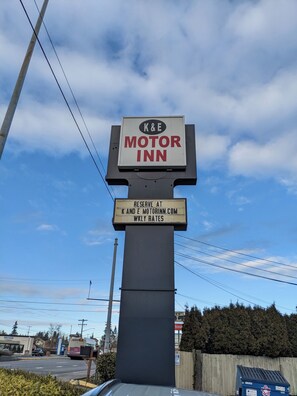 K&E
MOTOR
INN
RESERVE AT
K AND E MOTORINN.COM
WKLY RATES